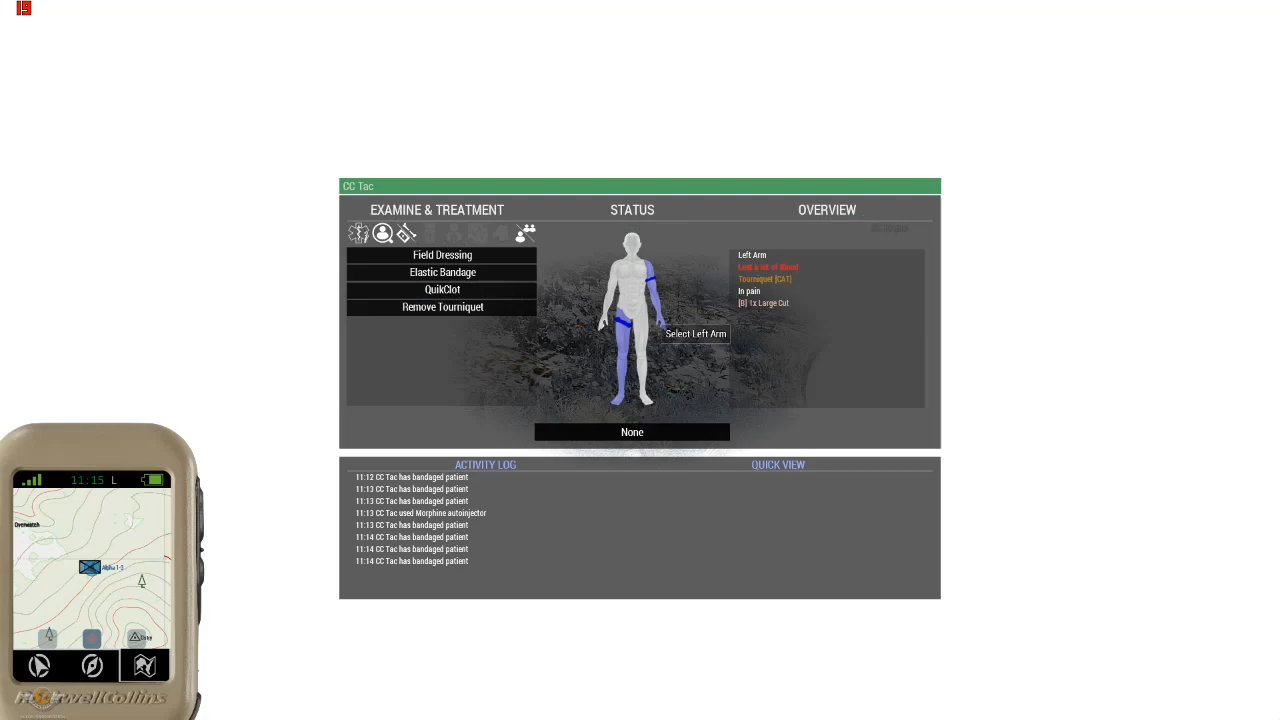 19
CC Tac
EXAMINE & TREATMENT
STATUS
OVERVIEW
Field Dressing
Elastic Bandage
QuikClot
Remove Tourniquet
Left Arm
Lost a lot of Blood
Tourniquet [CAT]
In pain
[B] 1x Large Cut
Select Left Arm
None
ACTIVITY LOG
QUICK VIEW
11:12 CC Tac has bandaged patient
11:13 CC Tac has bandaged patient
11:13 CC Tac has bandaged patient
11:13 CC Tac used Morphine autoinjector
11:13 CC Tac has bandaged patient
11:14 CC Tac has bandaged patient
11:14 CC Tac has bandaged patient
11:14 CC Tac has bandaged patient
11:15 L
Overwatch
Alpha 1-